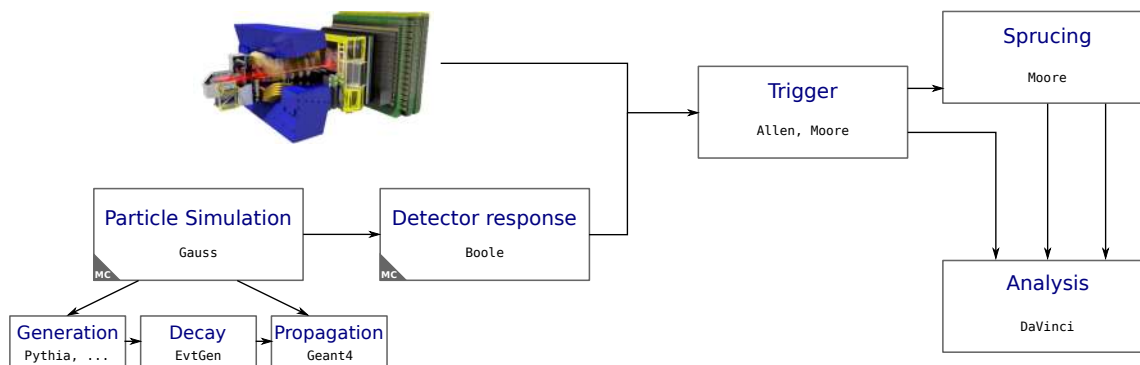 Sprucing
Moore
Trigger
Allen, Moore
Particle Simulation
Gauss
MC
Detector response
Boole
MC
Analysis
DaVinci
Generation
Pythia, ...
Decay
EvtGen
Propagation
Geant4